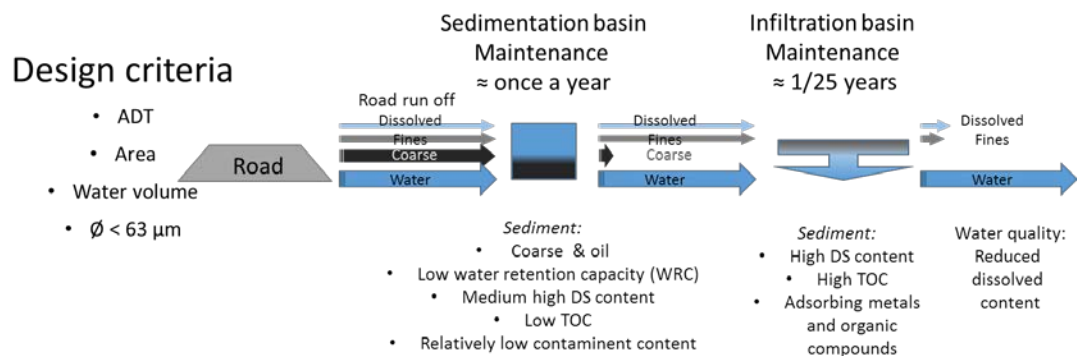 Design criteria
• ADT
• Area
• Water volume
• Ø < 63 µm
Road
Road run off
Dissolved
Fines
Coarse
Water
Sedimentation basin
Maintenance
≈ once a year
Sediment:
• Coarse & oil
• Low water retention capacity (WRC)
• Medium high DS content
• Low TOC
• Relatively low contaminent content
Dissolved
Fines
Coarse
Water
Infiltration basin
Maintenance
≈ 1/25 years
Sediment:
• High DS content
• High TOC
• Adsorbing metals
and organic
compounds
Dissolved
Fines
Water
Water quality:
Reduced
dissolved
content